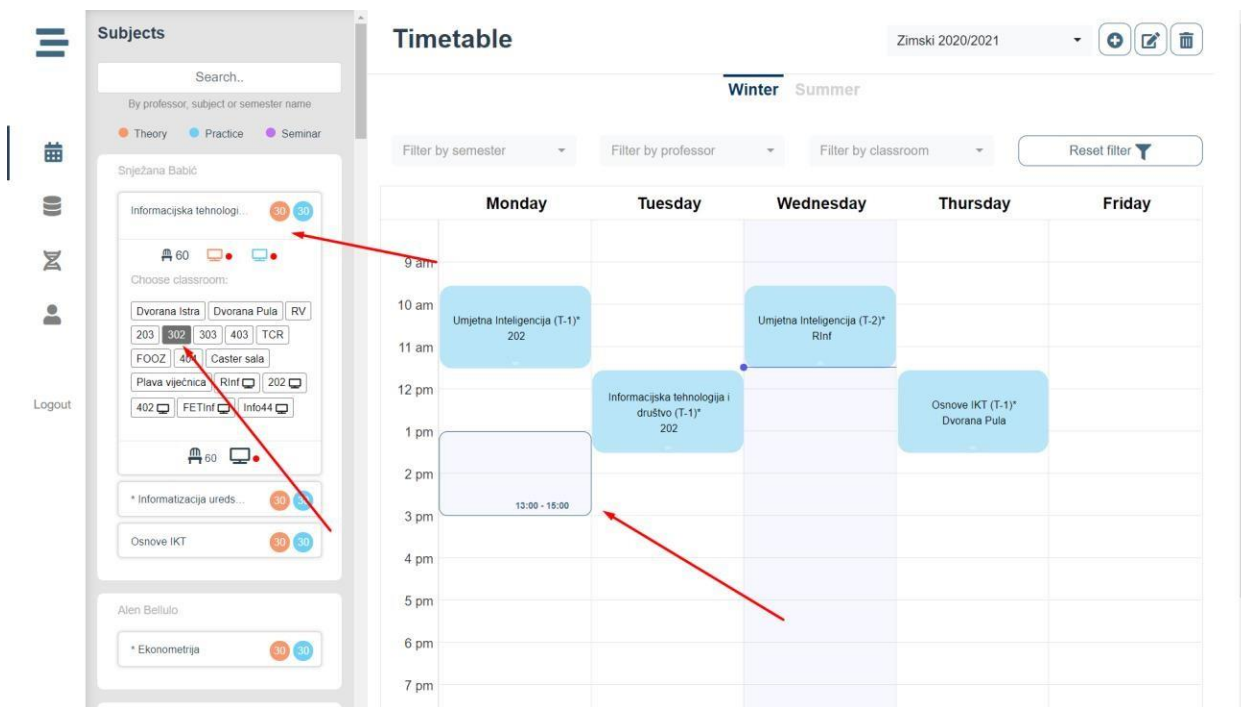 Subjects
Search..
By professor, subject or semester name
Theory Practice Seminar
Snježana Babić
Informacijska tehnologi... 30 30
60
Choose classroom:
Dvorana Istra Dvorana Pula RV
203 302 303 403 TCR
FOOZ 401 Caster sala
Plava viječnica RInf 202
402 FETInf Info44
60
* Informatizacija ureds... 30 30
Osnove IKT 30 30
Alen Bellulo
* Ekonometrija 30 30
Logout
Timetable
Zimski 2020/2021
Winter Summer
Filter by semester Filter by professor Filter by classroom Reset filter
Monday Tuesday Wednesday Thursday Friday
9 am
10 am
11 am
12 pm
1 pm
2 pm
3 pm
4 pm
5 pm
6 pm
7 pm
Umjetna Inteligencija (T-1)*
202
Umjetna Inteligencija (T-2)*
RInf
Informacijska tehnologija i
društvo (T-1)*
202
Osnove IKT (T-1)*
Dvorana Pula
13:00 - 15:00